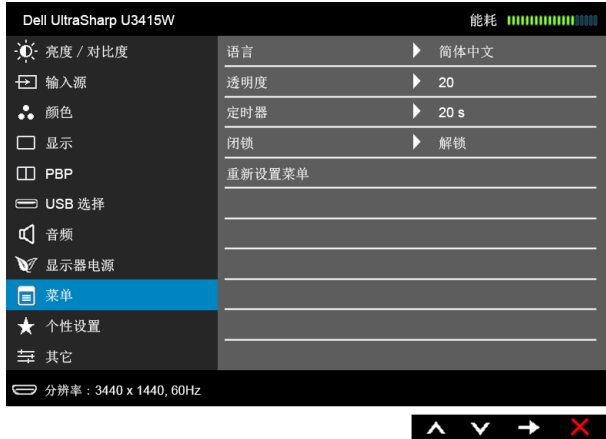 Dell UltraSharp U3415W 能耗
亮度 / 对比度 语言 简体中文
输入源 透明度 20
颜色 定时器 20 s
显示 闭锁 解锁
PBP 重新设置菜单
USB 选择
音频
显示器电源
菜单
个性设置
其它
分辨率：3440 x 1440, 60Hz